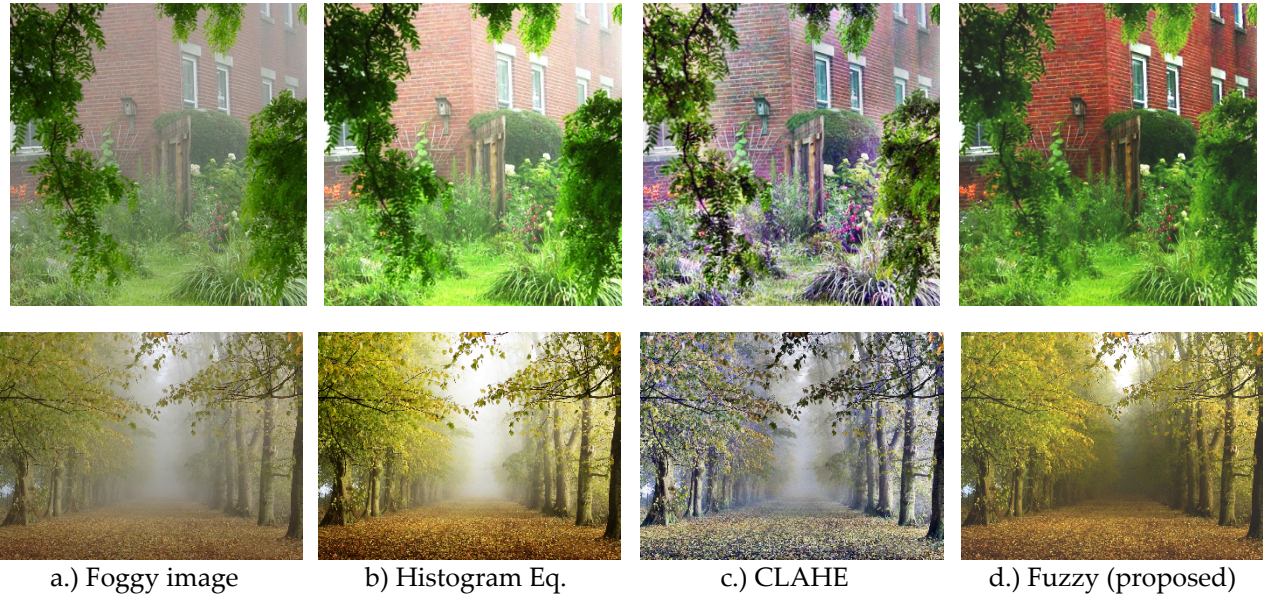 a.) Foggy image
b) Histogram Eq.
c.) CLAHE
d.) Fuzzy (proposed)